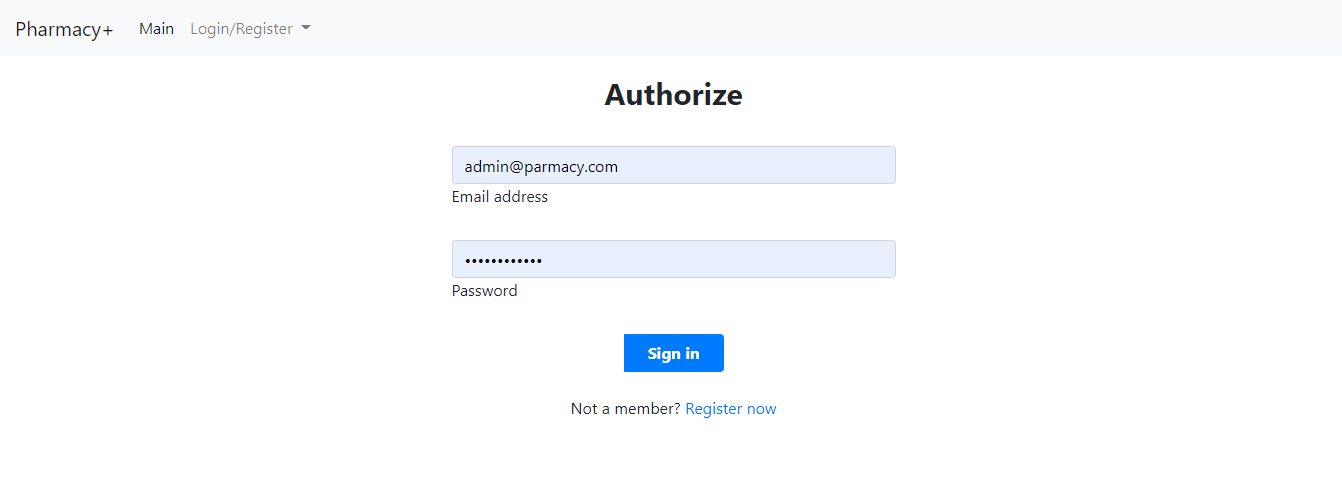 Pharmacy+ Main Login/Register
Authorize
admin@parmacy.com
Email address
••••••••••••
Password
Sign in
Not a member? Register now